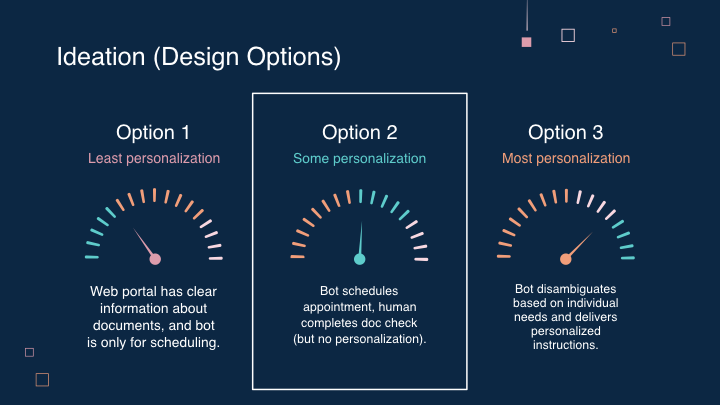 Ideation (Design Options)
Option 1
Least personalization
Web portal has clear
information about
documents, and bot
is only for scheduling.
Option 2
Some personalization
Bot schedules
appointment, human
completes doc check
(but no personalization).
Option 3
Most personalization
Bot disambiguates
based on individual
needs and delivers
personalized
instructions.